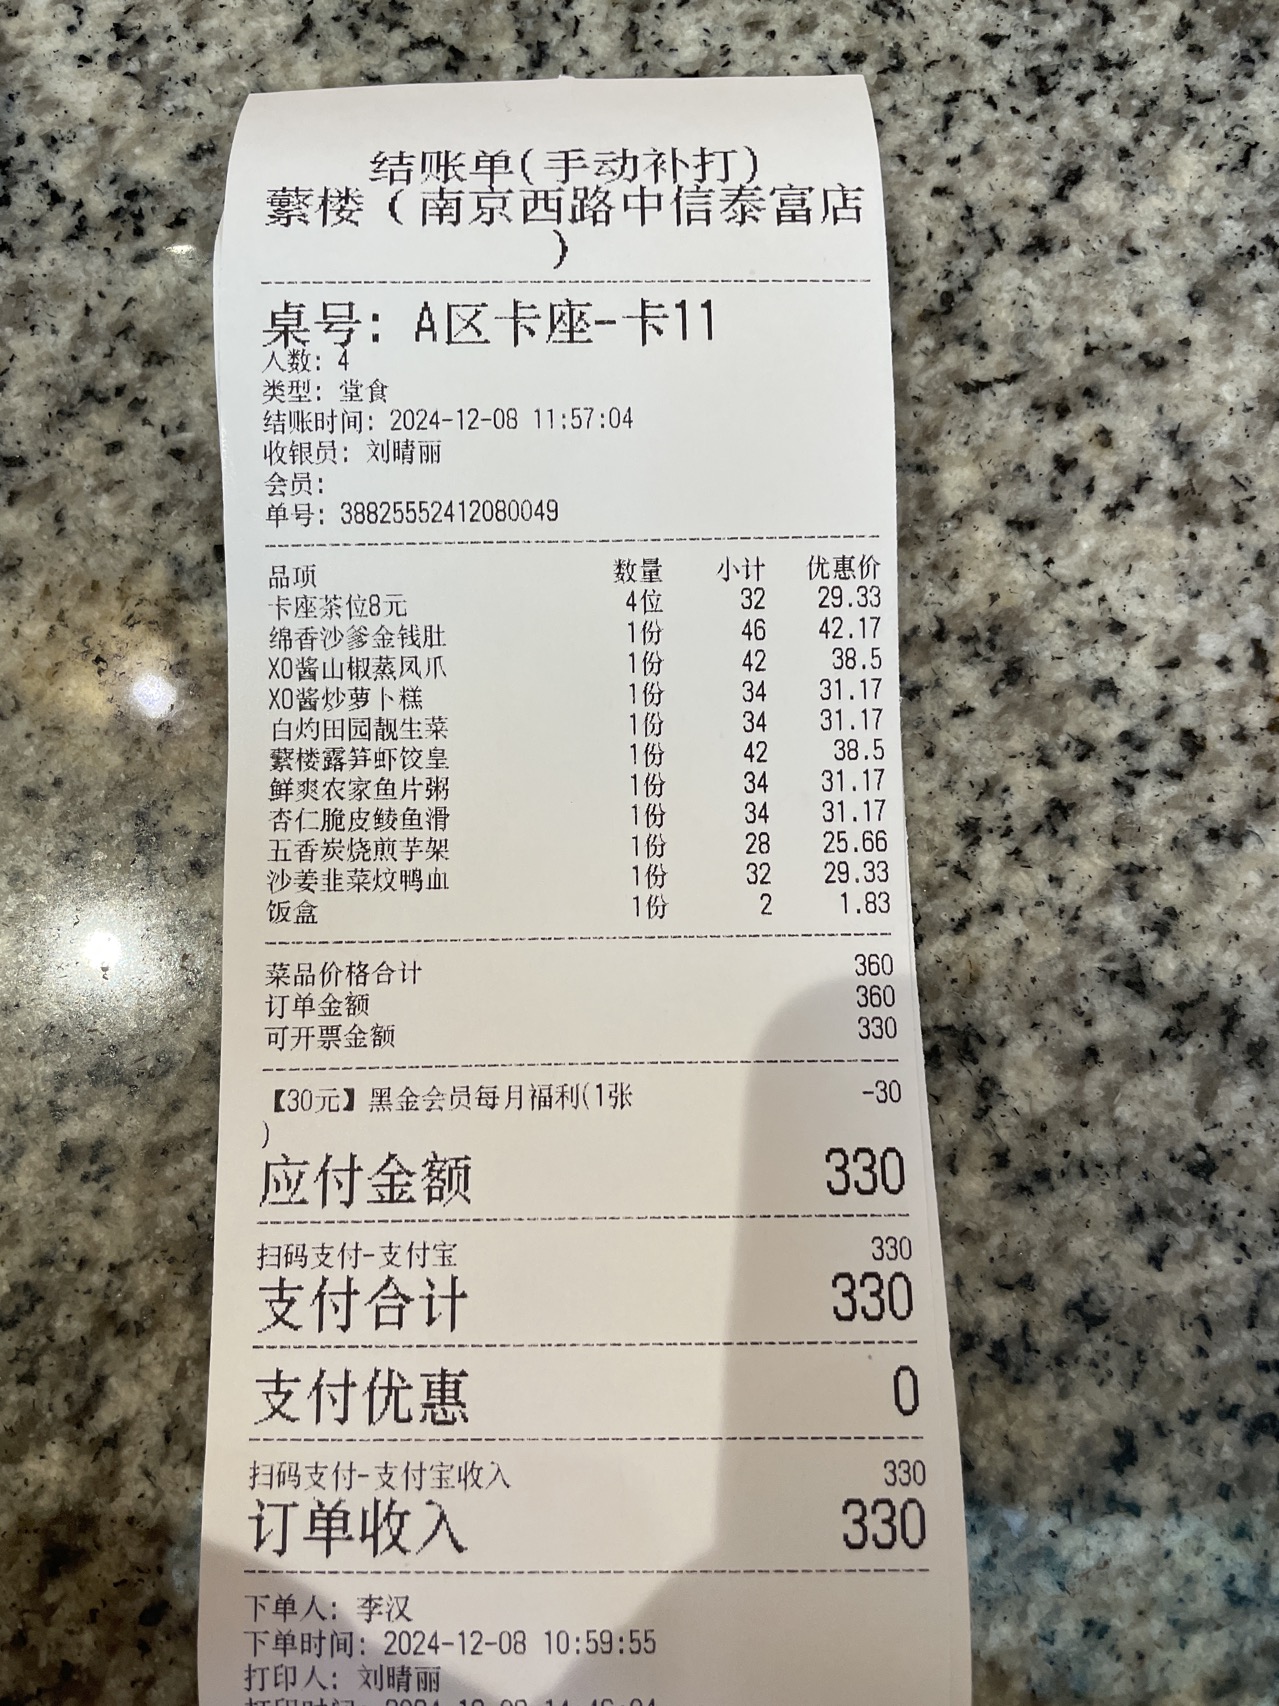 结账单(手动补打)
蘩楼（南京西路中信泰富店
）
桌号: A区卡座-卡11
人数: 4
类型: 堂食
结账时间: 2024-12-08 11:57:04
收银员: 刘晴丽
会员:
单号: 38825552412080049
品项 数量 小计 优惠价
卡座茶位8元 4位 32 29.33
绵香沙爹金钱肚 1份 46 42.17
XO酱山椒蒸凤爪 1份 42 38.5
XO酱炒萝卜糕 1份 34 31.17
白灼田园靓生菜 1份 34 31.17
蘩楼露笋虾饺皇 1份 42 38.5
鲜爽农家鱼片粥 1份 34 31.17
杏仁脆皮鲮鱼滑 1份 34 31.17
五香炭烧煎芋架 1份 28 25.66
沙姜韭菜炆鸭血 1份 32 29.33
饭盒 1份 2 1.83
菜品价格合计 360
订单金额 360
可开票金额 330
【30元】黑金会员每月福利(1张 -30
)
应付金额 330
扫码支付-支付宝 330
支付合计 330
支付优惠 0
扫码支付-支付宝收入 330
订单收入 330
下单人: 李汉
下单时间: 2024-12-08 10:59:55
打印人: 刘晴丽
打印时间: 2024-12-08